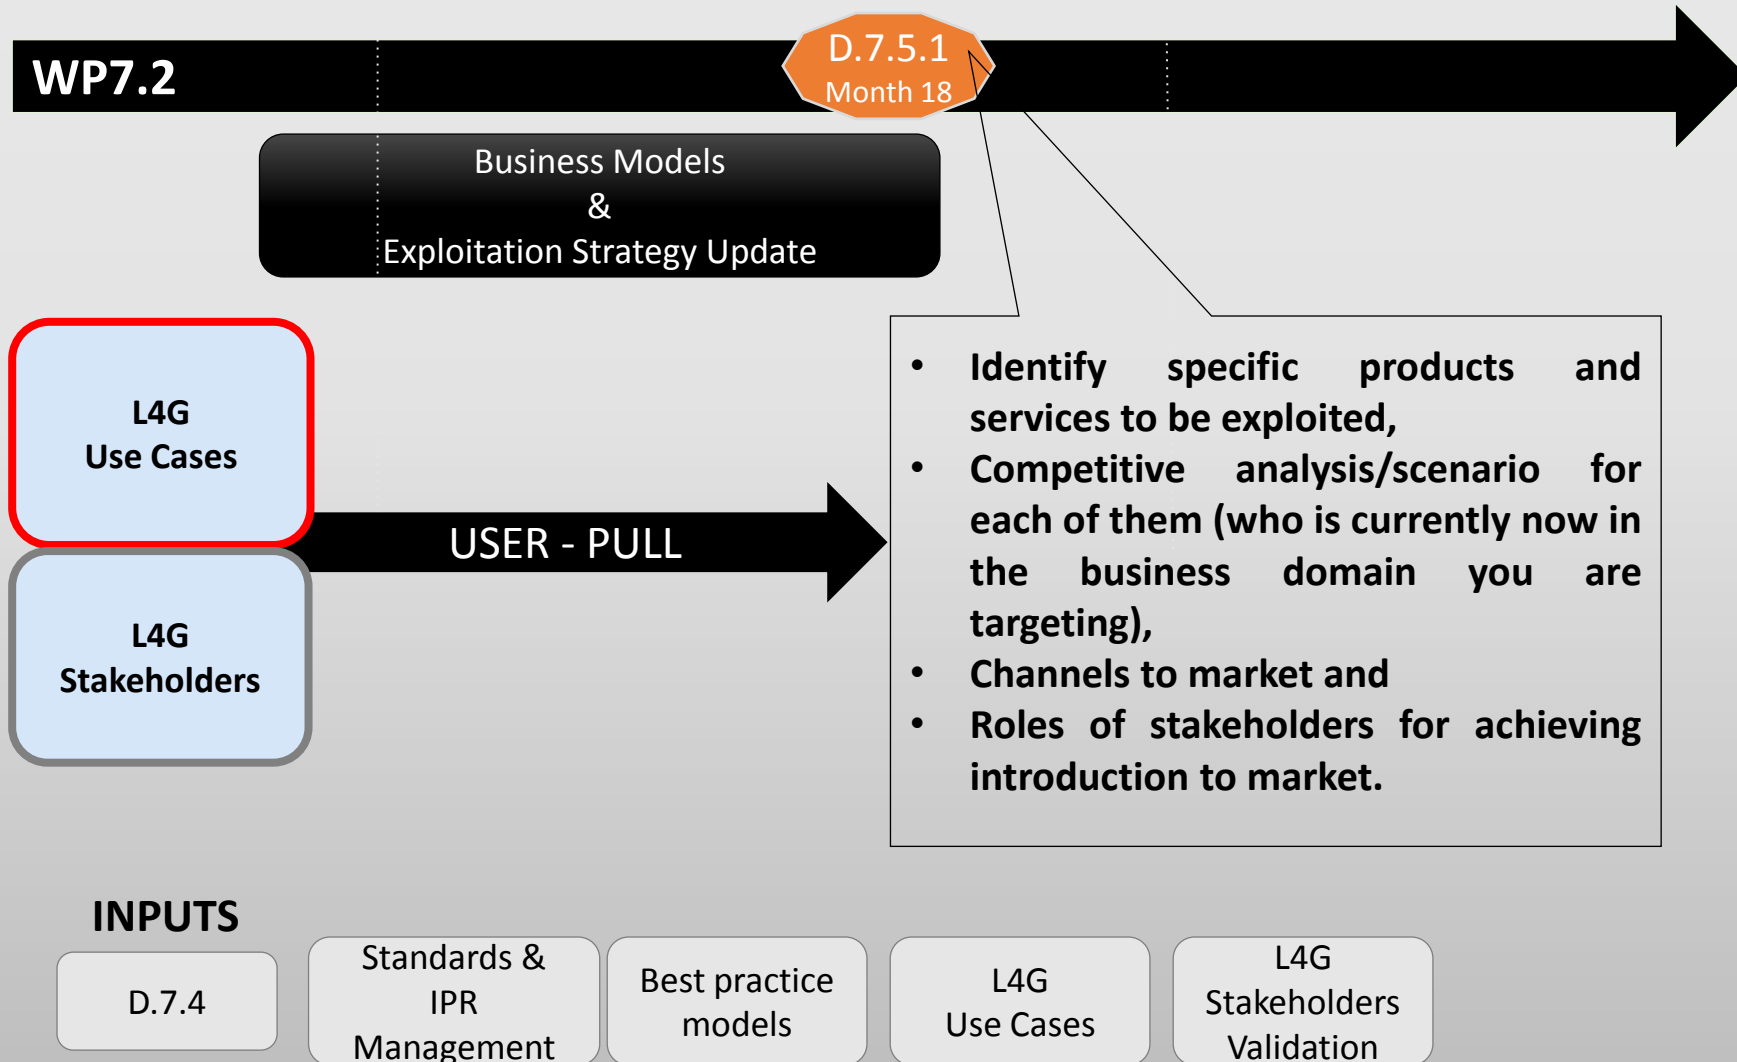 WP7.2
D.7.5.1
Month 18
Business Models
&
Exploitation Strategy Update
L4G
Use Cases
L4G
Stakeholders
USER - PULL
• Identify specific products and
services to be exploited,
• Competitive analysis/scenario for
each of them (who is currently now in
the business domain you are
targeting),
• Channels to market and
• Roles of stakeholders for achieving
introduction to market.
INPUTS
D.7.4
Standards &
IPR
Management
Best practice
models
L4G
Use Cases
L4G
Stakeholders
Validation